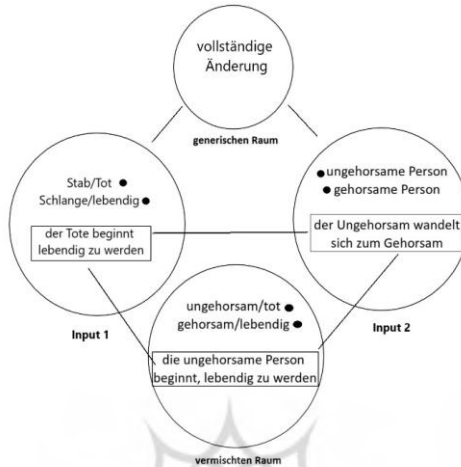 vollständige
Änderung
generischen Raum
Stab/Tot
Schlange/lebendig
der Tote beginnt
lebendig zu werden
Input 1
ungehorsame Person
gehorsame Person
der Ungehorsam wandelt
sich zum Gehorsam
Input 2
ungehorsam/tot
gehorsam/lebendig
die ungehorsame Person
beginnt, lebendig zu werden
vermischten Raum